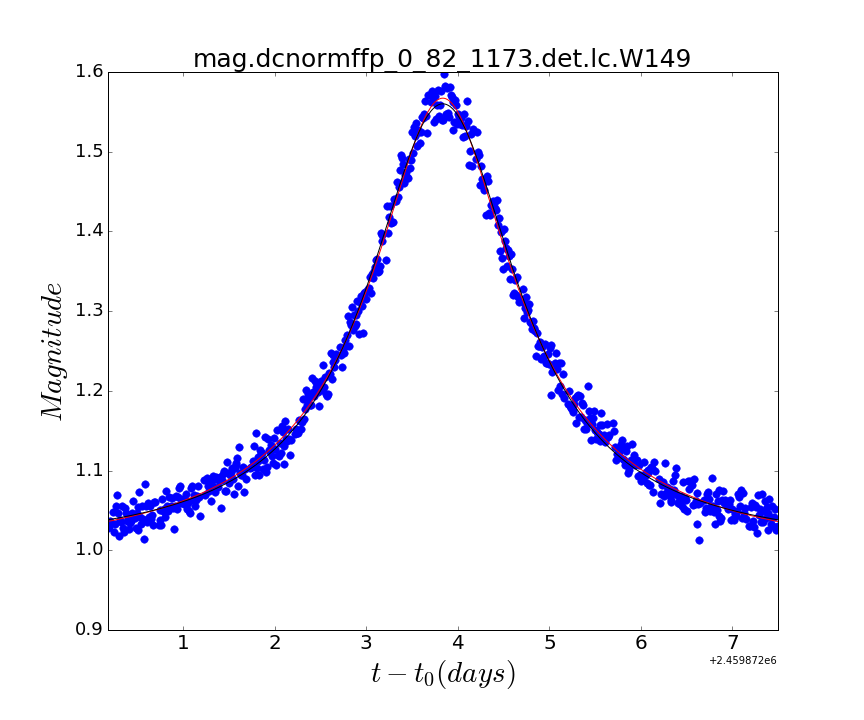 mag.dcnormffp_0_82_1173.det.lc.W149
1.6
1.5
1.4
1.3
1.2
1.1
1.0
0.9
Magnitude
1 2 3 4 5 6 7
+2.459872e6
t − t₀(days)